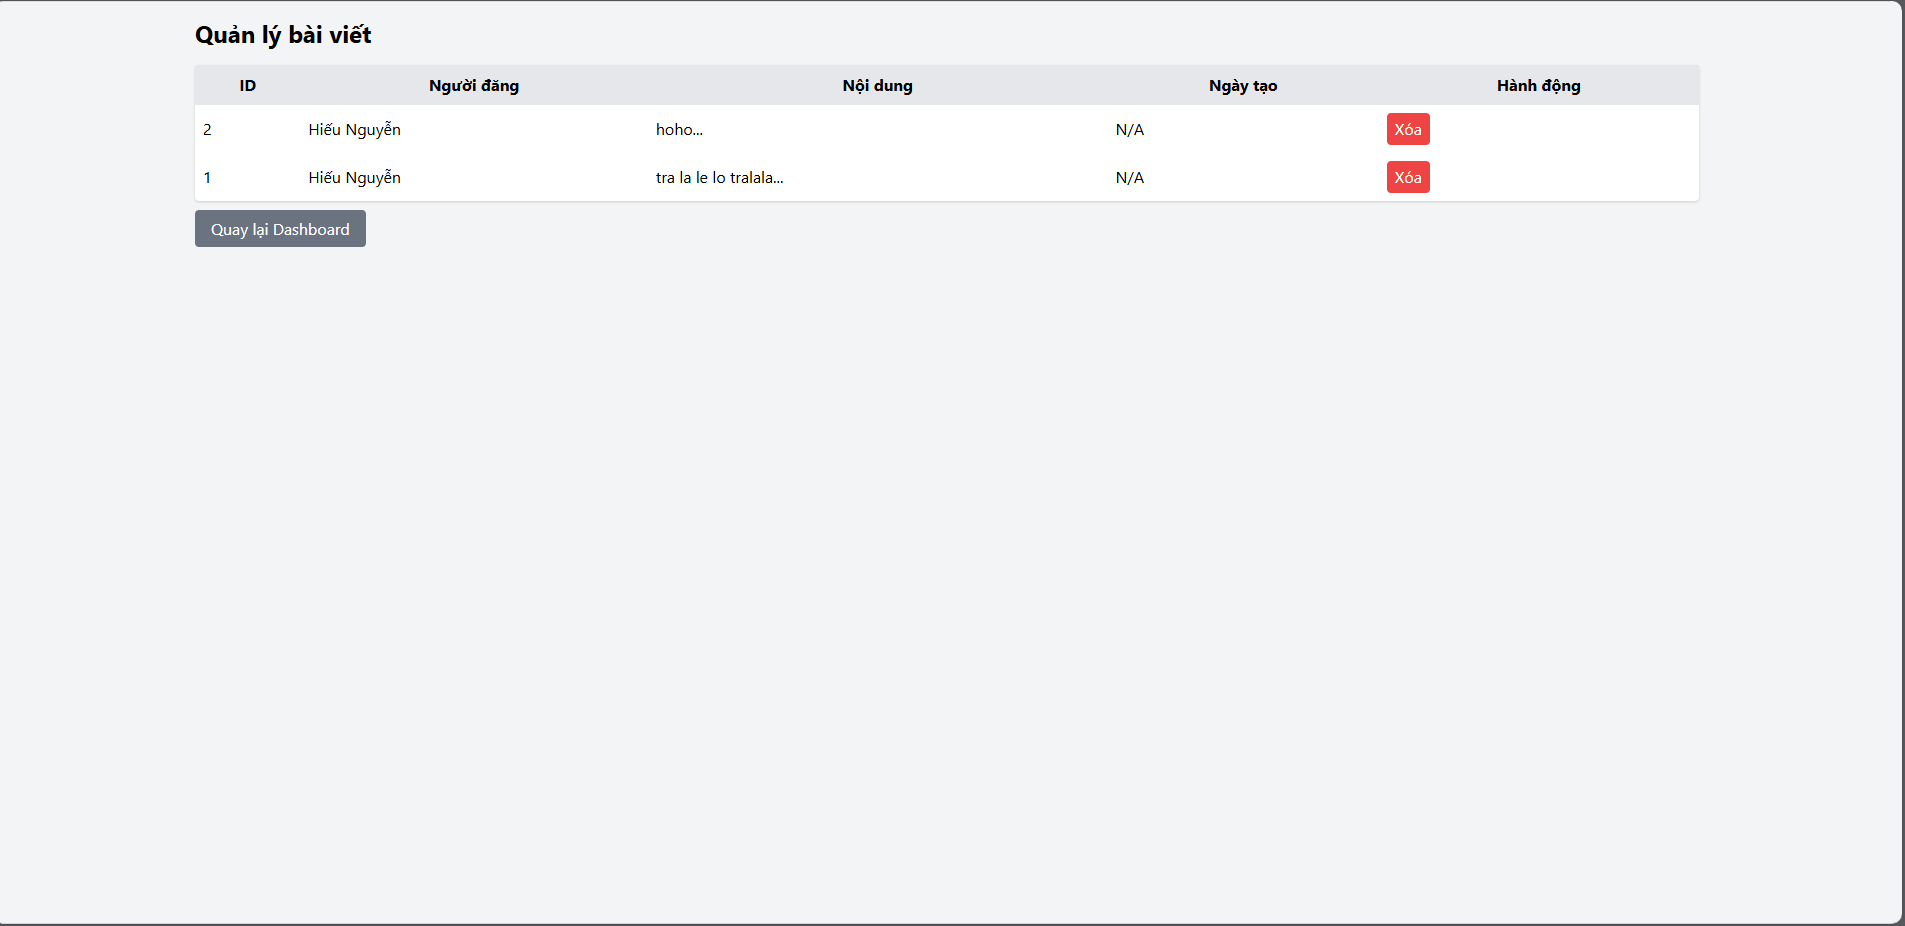 Quản lý bài viết
ID Người đăng Nội dung Ngày tạo Hành động
2 Hiếu Nguyễn hoho... N/A Xóa
1 Hiếu Nguyễn tra la le lo tralala... N/A Xóa
Quay lại Dashboard